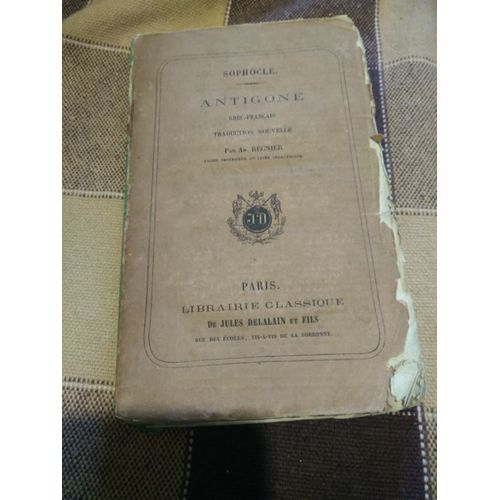 SOPHOCLE.
ANTIGONE
GREC-FRANÇAIS
TRADUCTION NOUVELLE
PAR AD. REGNIER
JD
PARIS.
LIBRAIRIE CLASSIQUE
DE JULES DELALAIN ET FILS
RUE DES ÉCOLES, VIS-A-VIS DE LA SORBONNE.